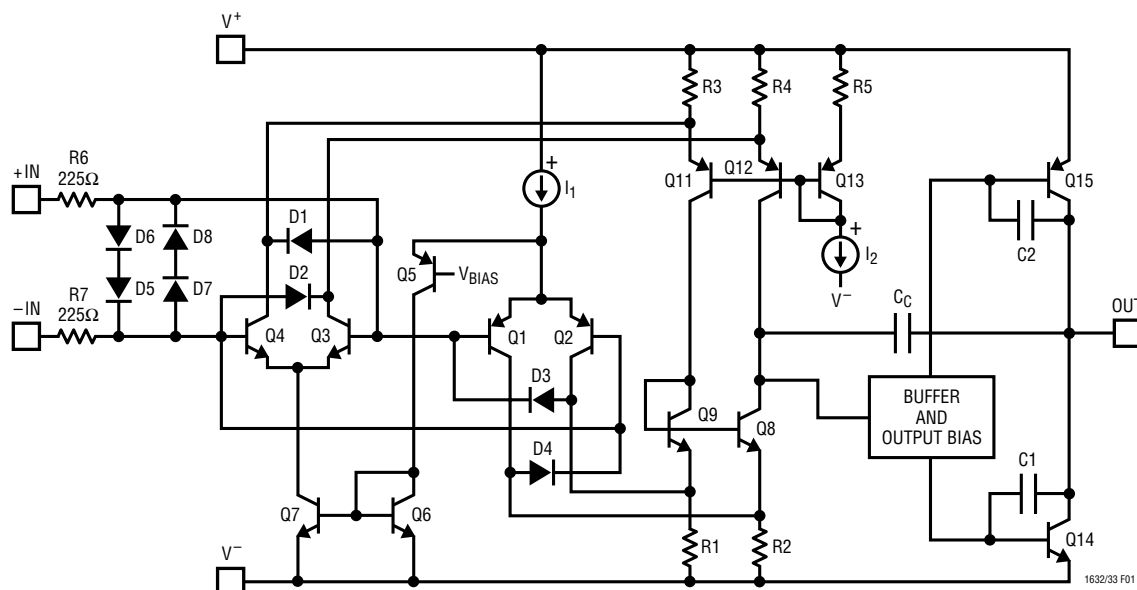 V+
R3
R4
R5
+IN
R6
225Ω
+
I1
Q11
Q12
Q13
Q15
D1
D6
D8
+
I2
C2
Q5
VBIAS
V−
D2
D5
D7
−IN
R7
225Ω
Q4
Q3
Q1
Q2
CC
OUT
D3
BUFFER
AND
OUTPUT BIAS
Q9
Q8
D4
C1
Q7
Q6
R1
R2
Q14
V−
1632/33 F01